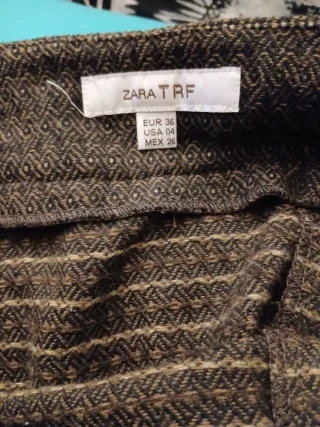 ZARA TRF
EUR 36
USA 04
MEX 26